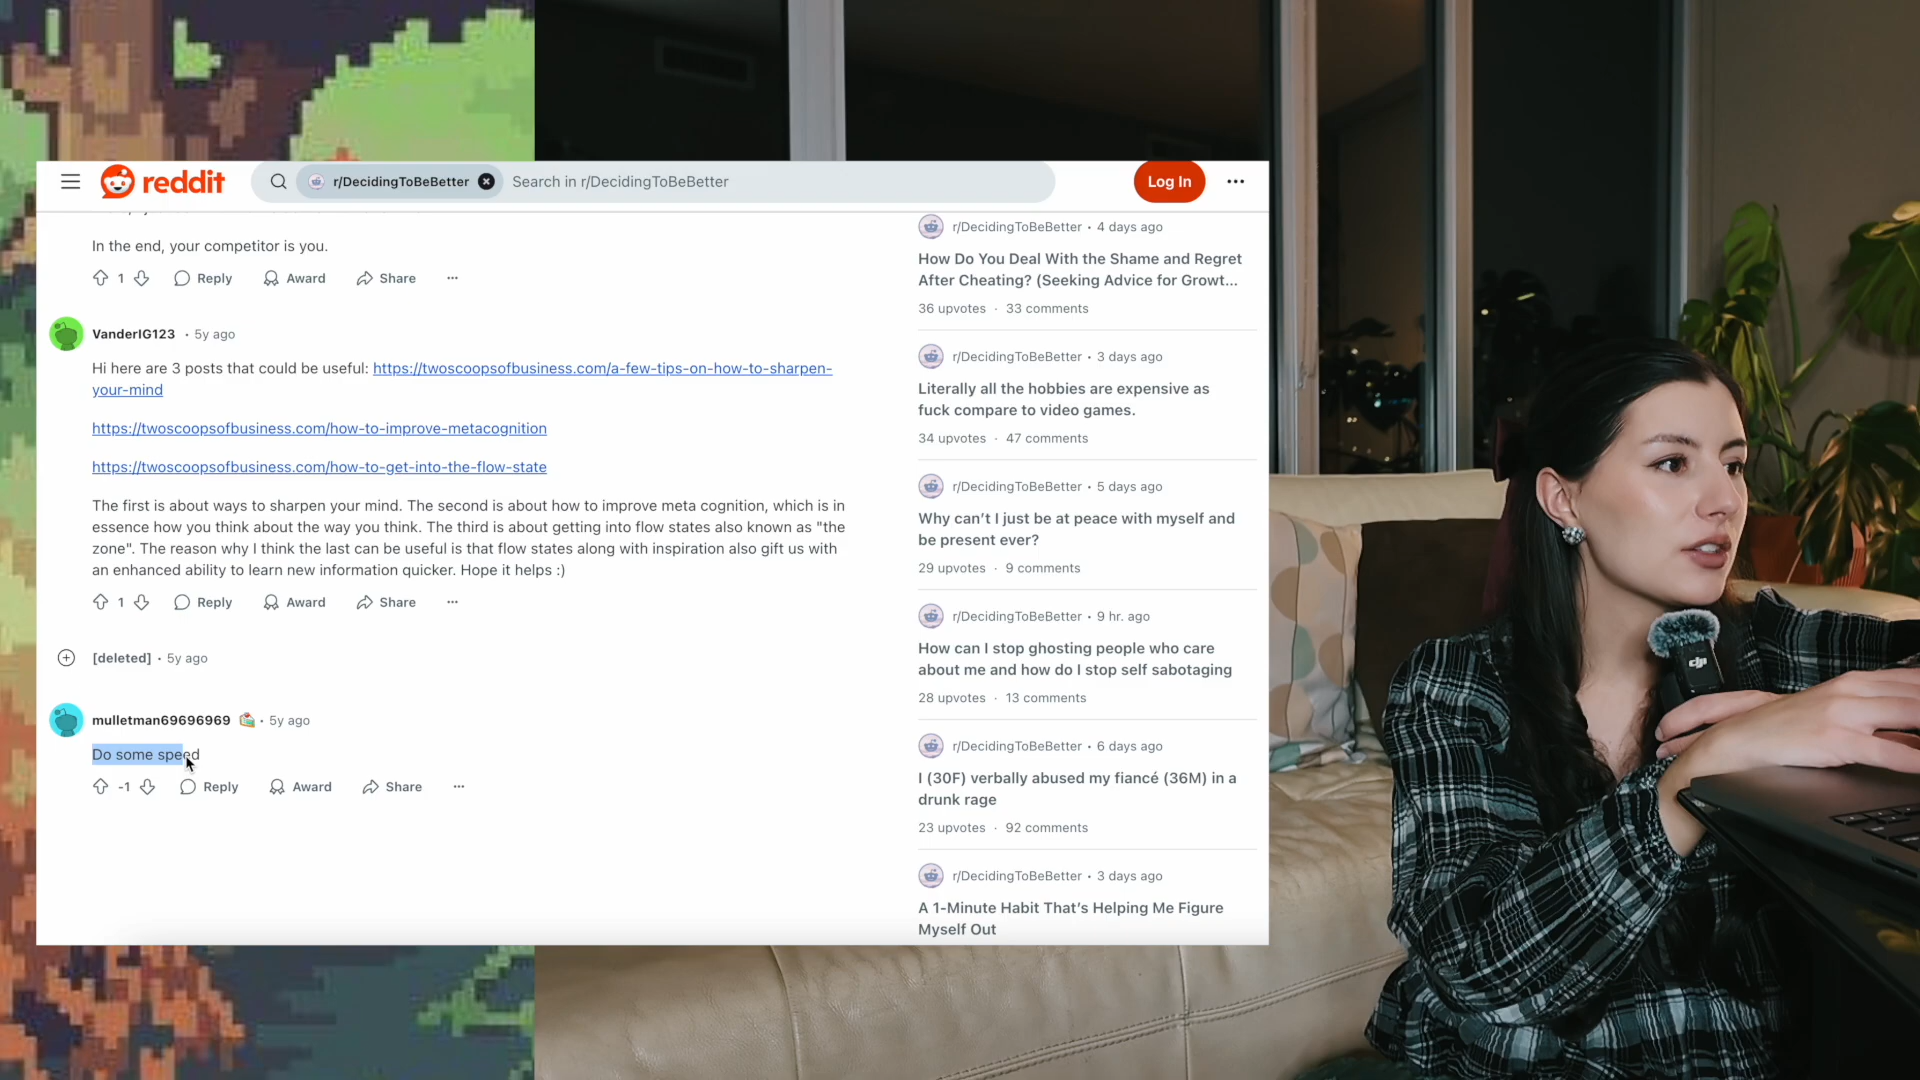 reddit
r/DecidingToBeBetter
Search in r/DecidingToBeBetter
Log In
In the end, your competitor is you.
1
Reply
Award
Share
VanderIG123 • 5y ago
Hi here are 3 posts that could be useful: https://twoscoopsofbusiness.com/a-few-tips-on-how-to-sharpen-
your-mind
https://twoscoopsofbusiness.com/how-to-improve-metacognition
https://twoscoopsofbusiness.com/how-to-get-into-the-flow-state
The first is about ways to sharpen your mind. The second is about how to improve meta cognition, which is in
essence how you think about the way you think. The third is about getting into flow states also known as "the
zone". The reason why I think the last can be useful is that flow states along with inspiration also gift us with
an enhanced ability to learn new information quicker. Hope it helps :)
1
Reply
Award
Share
[deleted] • 5y ago
mulletman69696969 • 5y ago
Do some speed
-1
Reply
Award
Share
r/DecidingToBeBetter • 4 days ago
How Do You Deal With the Shame and Regret
After Cheating? (Seeking Advice for Growt...
36 upvotes · 33 comments
r/DecidingToBeBetter • 3 days ago
Literally all the hobbies are expensive as
fuck compare to video games.
34 upvotes · 47 comments
r/DecidingToBeBetter • 5 days ago
Why can't I just be at peace with myself and
be present ever?
29 upvotes · 9 comments
r/DecidingToBeBetter • 9 hr. ago
How can I stop ghosting people who care
about me and how do I stop self sabotaging
28 upvotes · 13 comments
r/DecidingToBeBetter • 6 days ago
I (30F) verbally abused my fiancé (36M) in a
drunk rage
23 upvotes · 92 comments
r/DecidingToBeBetter • 3 days ago
A 1-Minute Habit That's Helping Me Figure
Myself Out
dji